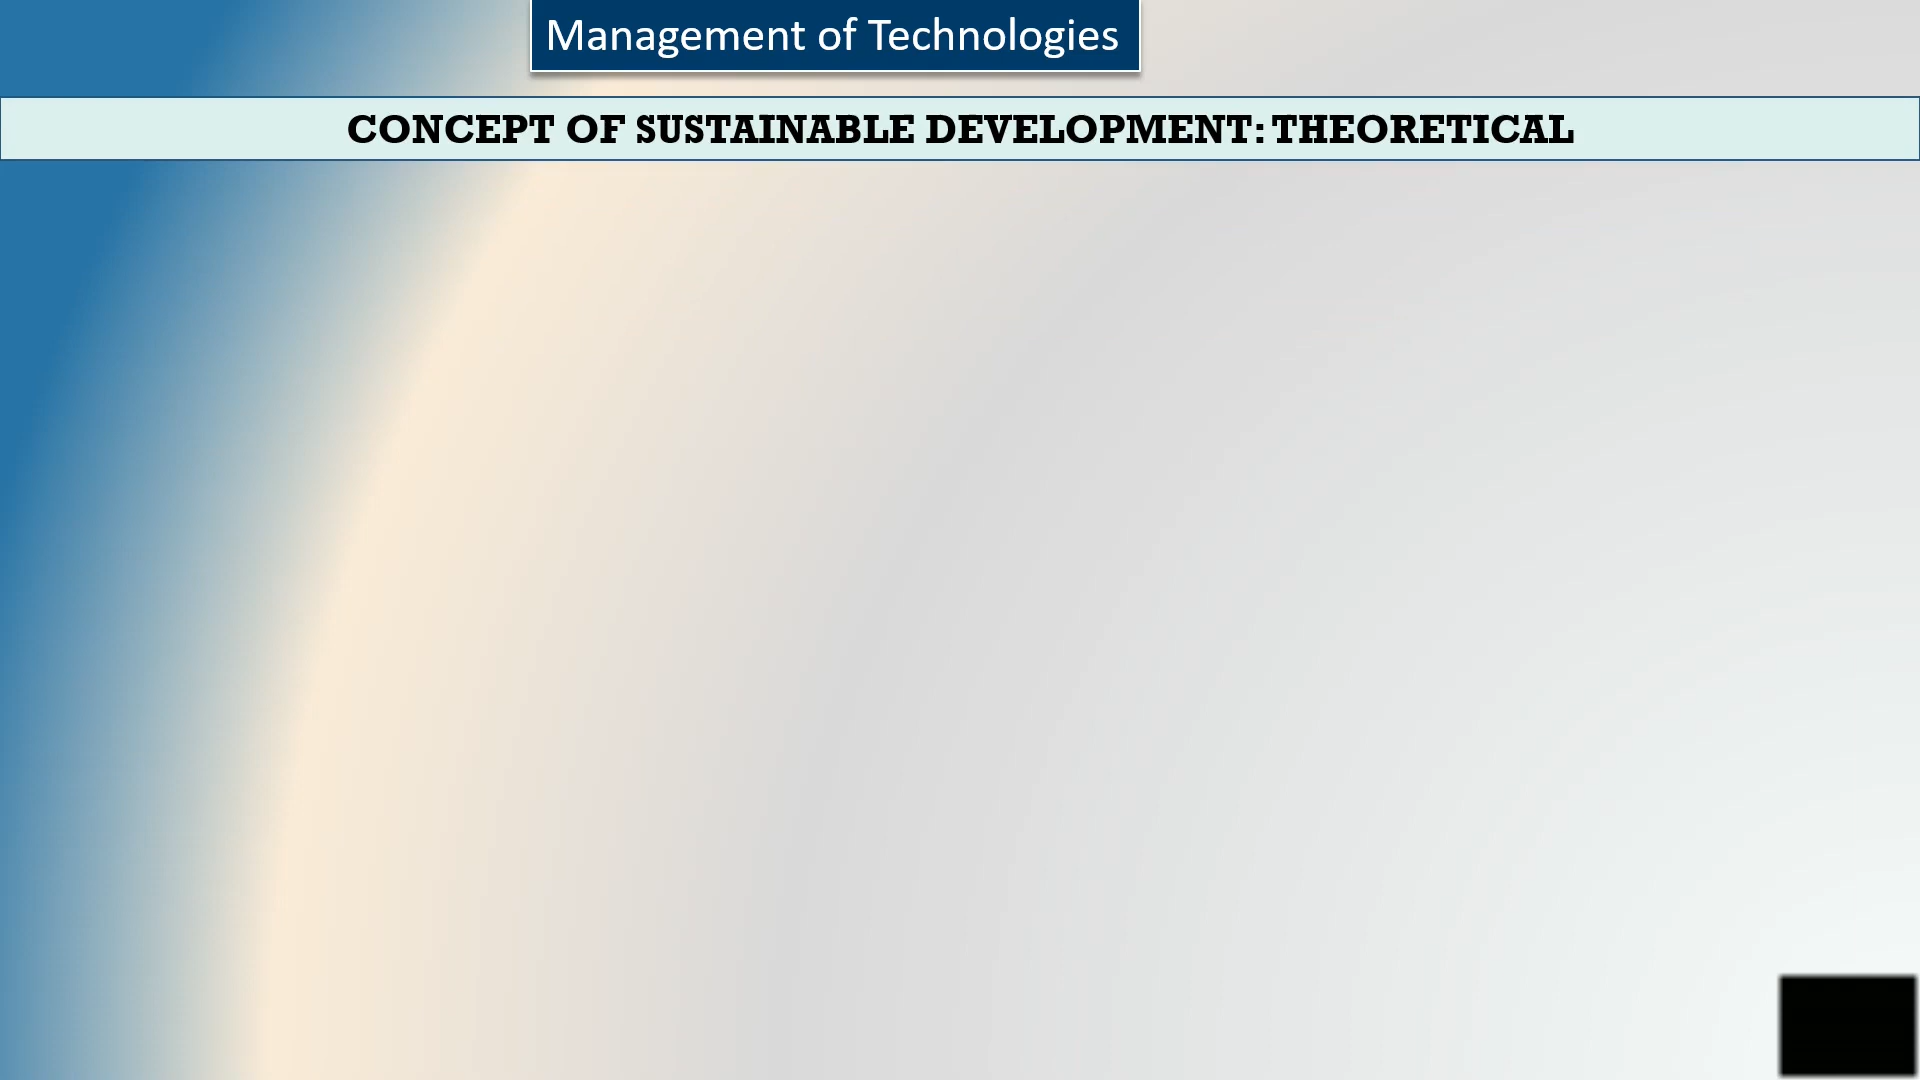 Management of Technologies
CONCEPT OF SUSTAINABLE DEVELOPMENT: THEORETICAL